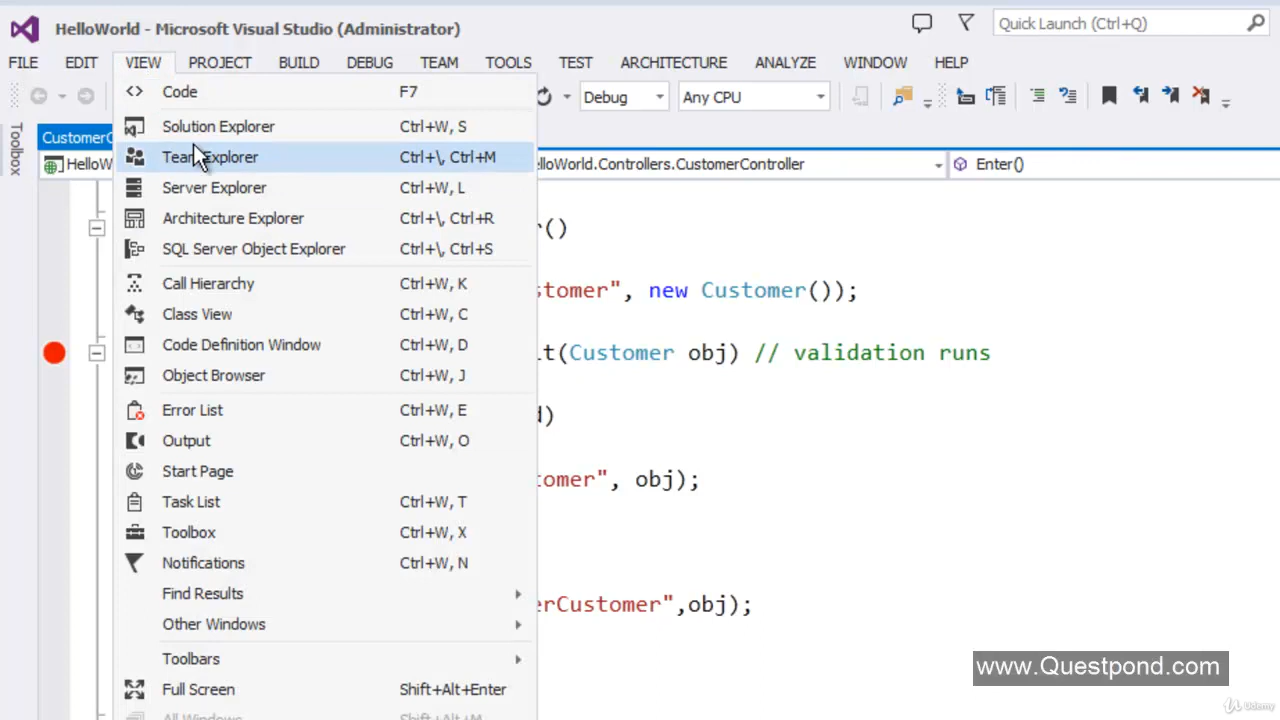 HelloWorld - Microsoft Visual Studio (Administrator)
Quick Launch (Ctrl+Q)
FILE EDIT VIEW PROJECT BUILD DEBUG TEAM TOOLS TEST ARCHITECTURE ANALYZE WINDOW HELP
Debug Any CPU
Toolbox
Code F7
Solution Explorer Ctrl+W, S
Team Explorer Ctrl+\, Ctrl+M
Server Explorer Ctrl+W, L
Architecture Explorer Ctrl+\, Ctrl+R
SQL Server Object Explorer Ctrl+\, Ctrl+S
Call Hierarchy Ctrl+W, K
Class View Ctrl+W, C
Code Definition Window Ctrl+W, D
Object Browser Ctrl+W, J
Error List Ctrl+W, E
Output Ctrl+W, O
Start Page
Task List Ctrl+W, T
Toolbox Ctrl+W, X
Notifications Ctrl+W, N
Find Results
Other Windows
Toolbars
Full Screen Shift+Alt+Enter
All Windows Shift+Alt+M
CustomerC
HelloW
elloWorld.Controllers.CustomerController
Enter()
r()
stomer", new Customer());
it(Customer obj) // validation runs
d)
tomer", obj);
erCustomer",obj);
www.Questpond.com
Udemy